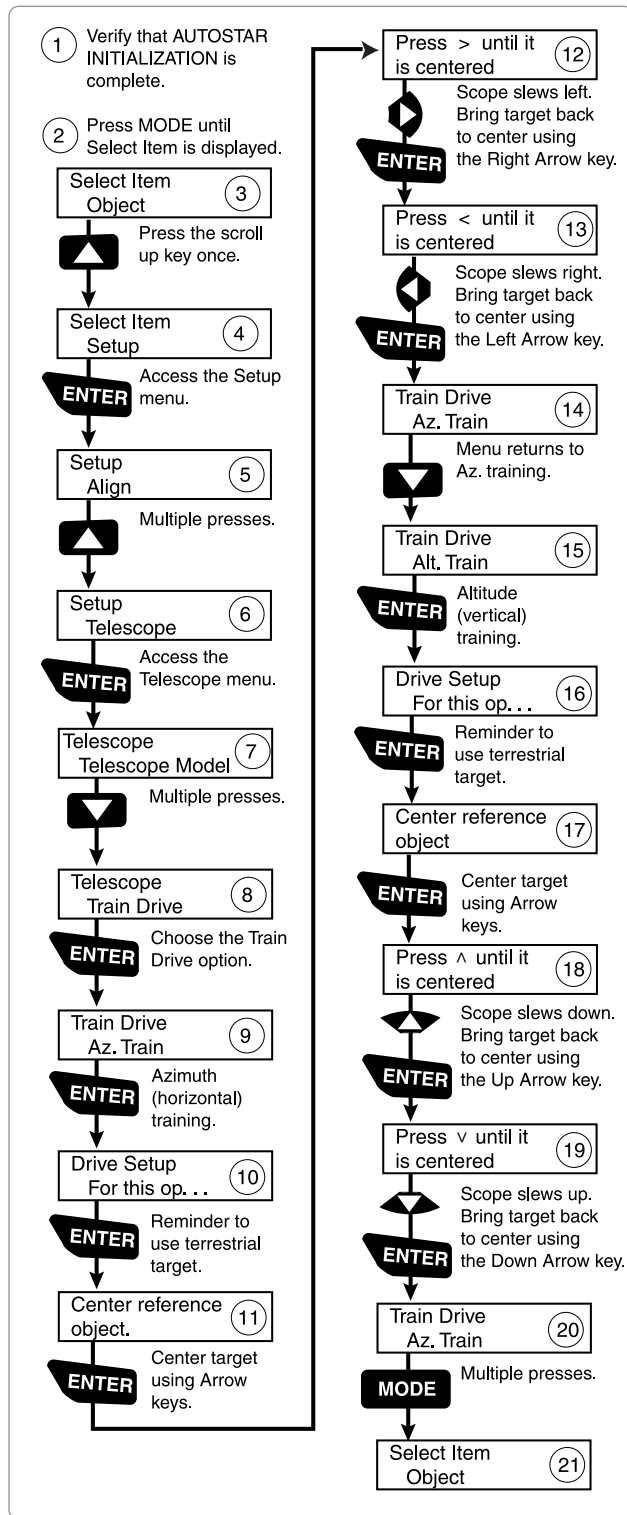 1
Verify that AUTOSTAR
INITIALIZATION is
complete.
2
Press MODE until
Select Item is displayed.
Select Item
Object
3
Press the scroll
up key once.
Select Item
Setup
4
ENTER
Access the Setup
menu.
Setup
Align
5
Multiple presses.
Setup
Telescope
6
ENTER
Access the
Telescope menu.
Telescope
Telescope Model
7
Multiple presses.
Telescope
Train Drive
8
ENTER
Choose the Train
Drive option.
Train Drive
Az. Train
9
ENTER
Azimuth
(horizontal)
training.
Drive Setup
For this op. . .
10
ENTER
Reminder to
use terrestrial
target.
Center reference
object.
11
ENTER
Center target
using Arrow
keys.
Press > until it
is centered
12
Scope slews left.
Bring target back
to center using
the Right Arrow key.
ENTER
Press < until it
is centered
13
Scope slews right.
Bring target back
to center using
the Left Arrow key.
ENTER
Train Drive
Az. Train
14
Menu returns to
Az. training.
Train Drive
Alt. Train
15
ENTER
Altitude
(vertical)
training.
Drive Setup
For this op. . .
16
ENTER
Reminder to
use terrestrial
target.
Center reference
object
17
ENTER
Center target
using Arrow
keys.
Press ^ until it
is centered
18
Scope slews down.
Bring target back
to center using
the Up Arrow key.
ENTER
Press v until it
is centered
19
Scope slews up.
Bring target back
to center using
the Down Arrow key.
ENTER
Train Drive
Az. Train
20
MODE
Multiple presses.
Select Item
Object
21